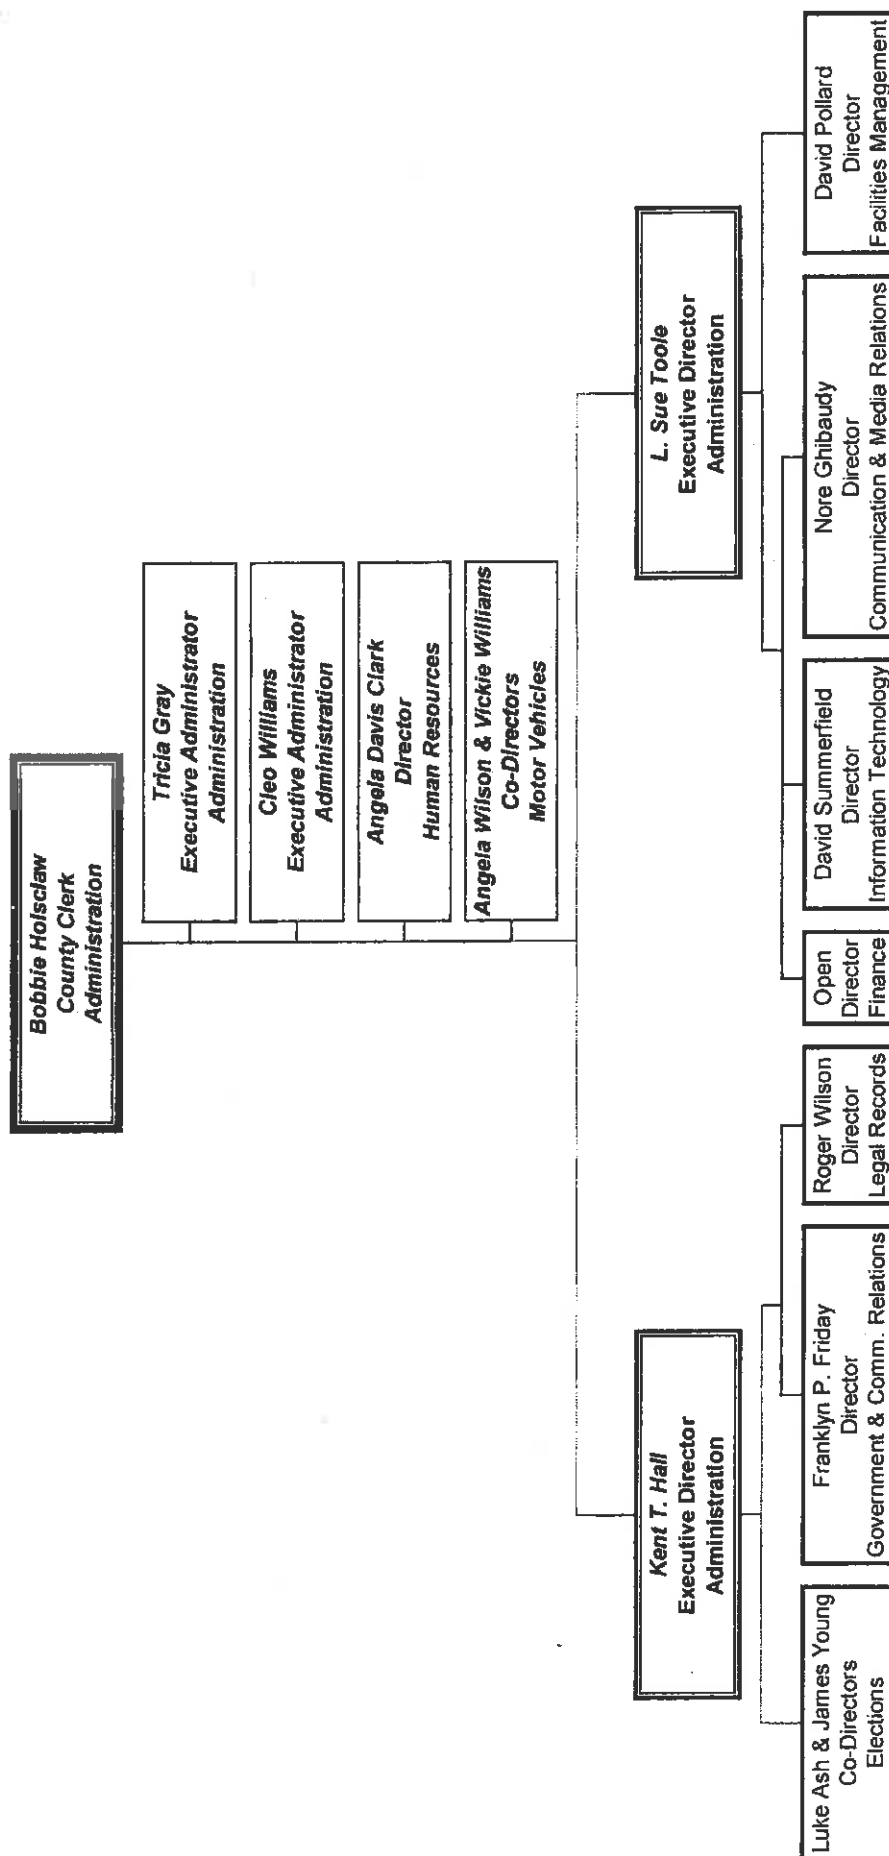 Bobbie Holsclaw
County Clerk
Administration
Tricia Gray
Executive Administrator
Administration
Cleo Williams
Executive Administrator
Administration
Angela Davis Clark
Director
Human Resources
Angela Wilson & Vickie Williams
Co-Directors
Motor Vehicles
Kent T. Hall
Executive Director
Administration
L. Sue Toole
Executive Director
Administration
Luke Ash & James Young
Co-Directors
Elections
Franklyn P. Friday
Director
Government & Comm. Relations
Roger Wilson
Director
Legal Records
Open
Director
Finance
David Summerfield
Director
Information Technology
Nore Ghibaudy
Director
Communication & Media Relations
David Pollard
Director
Facilities Management